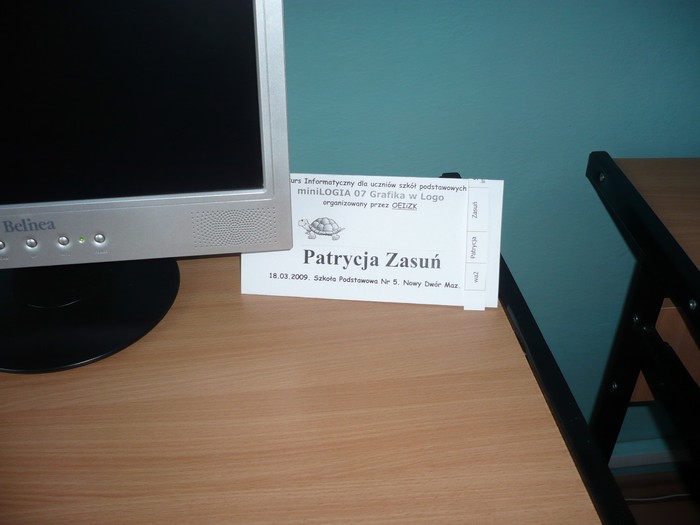 Belinea
urs Informatyczny dla uczniów szkół podstawowych
miniLOGIA 07 Grafika w Logo
organizowany przez OEIiZK
Patrycja Zasuń
18.03.2009. Szkoła Podstawowa Nr 5. Nowy Dwór Maz.
Zasuń
Patrycja
wa2